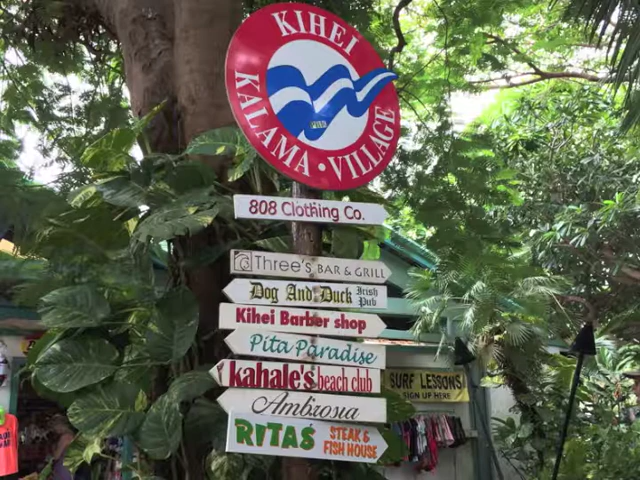 KIHEI
KALAMA • VILLAGE
808 Clothing Co.
Three's BAR & GRILL
Dog And Duck Irish Pub
Kihei Barber shop
Pita Paradise
kahale's beach club
Ambrosia
RITAS STEAK & FISH HOUSE
SURF LESSONS
SIGN UP HERE